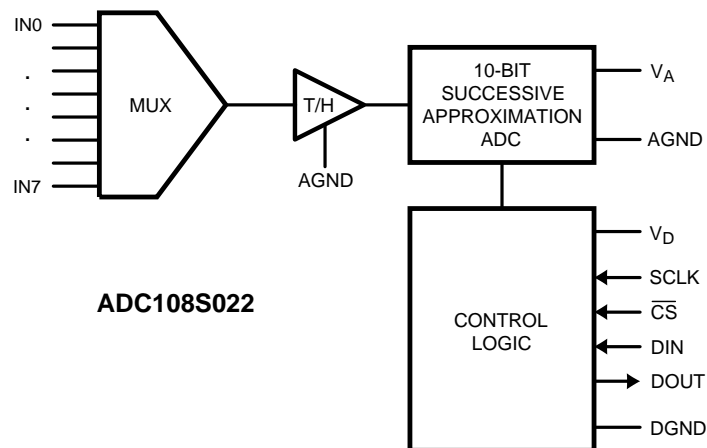 IN0
.
.
.
IN7
MUX
T/H
AGND
10-BIT
SUCCESSIVE
APPROXIMATION
ADC
VA
AGND
ADC108S022
CONTROL
LOGIC
VD
SCLK
C̅S̅
DIN
DOUT
DGND